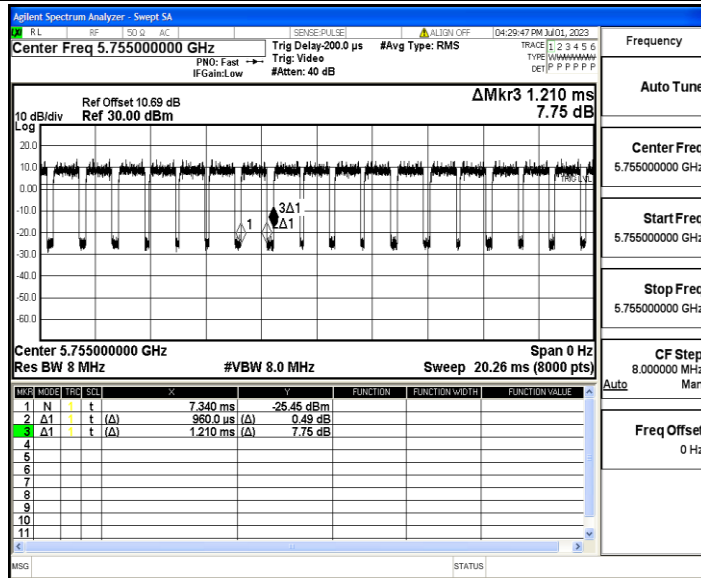 Agilent Spectrum Analyzer - Swept SA
RL RF 50 Ω AC SENSE:PULSE ALIGN OFF 04:29:47 PM Jul 01, 2023
Center Freq 5.755000000 GHz
PNO: Fast
IFGain:Low
Trig Delay-200.0 µs
Trig: Video
#Atten: 40 dB
#Avg Type: RMS
TRACE 1 2 3 4 5 6
TYPE WWWWWW
DET P P P P P P
Ref Offset 10.69 dB
10 dB/div Ref 30.00 dBm
Log
ΔMkr3 1.210 ms
7.75 dB
20.0
10.0
0.00
-10.0
-20.0
-30.0
-40.0
-50.0
-60.0
TRIG LVL
1
3Δ1
2Δ1
Center 5.755000000 GHz Span 0 Hz
Res BW 8 MHz #VBW 8.0 MHz Sweep 20.26 ms (8000 pts)
MKR MODE TRC SCL X Y FUNCTION FUNCTION WIDTH FUNCTION VALUE
1 N 1 t 7.340 ms -25.45 dBm
2 Δ1 1 t (Δ) 960.0 µs (Δ) 0.49 dB
3 Δ1 1 t (Δ) 1.210 ms (Δ) 7.75 dB
4
5
6
7
8
9
10
11
MSG STATUS
Frequency
Auto Tune
Center Freq
5.755000000 GHz
Start Freq
5.755000000 GHz
Stop Freq
5.755000000 GHz
CF Step
8.000000 MHz
Auto Man
Freq Offset
0 Hz